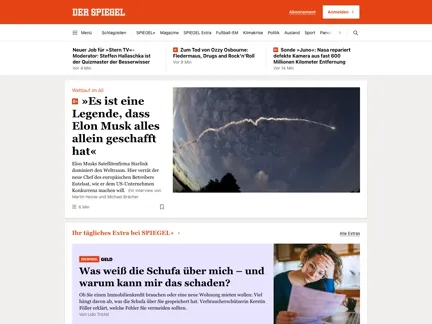 DER SPIEGEL
Abonnement
Anmelden
Menü Schlagzeilen SPIEGEL+ Magazine SPIEGEL Extra Fußball-EM Klimakrise Politik Ausland Sport
Neuer Job für »Stern TV«-
Moderator: Steffen Hallaschka ist
der Quizmaster der Besserwisser
Vor 4 Min
Zum Tod von Ozzy Osbourne:
Fledermaus, Drugs and Rock'n'Roll
Vor 8 Min
Sonde »Juno«: Nasa repariert
defekte Kamera aus fast 600
Millionen Kilometer Entfernung
Vor 14 Min
Wettlauf im All
»Es ist eine
Legende, dass
Elon Musk alles
allein geschafft
hat«
Elon Musks Satellitenfirma Starlink
dominiert den Weltraum. Hier verrät der
neue Chef des europäischen Betreibers
Eutelsat, wie er dem US-Unternehmen
Konkurrenz machen will. Ein Interview von
Martin Hesse und Michael Brächer
6 Min
Ihr tägliches Extra bei SPIEGEL+
Alle Extras
SPIEGEL GELD
Was weiß die Schufa über mich – und
warum kann mir das schaden?
Ob Sie einen Immobilienkredit brauchen oder eine neue Wohnung mieten wollen: Viel
hängt davon ab, was die Schufa über Sie gespeichert hat. Verbraucherschützerin Kerstin
Föller erklärt, welche Fehler Sie vermeiden sollten.
Von Udo Trichtl